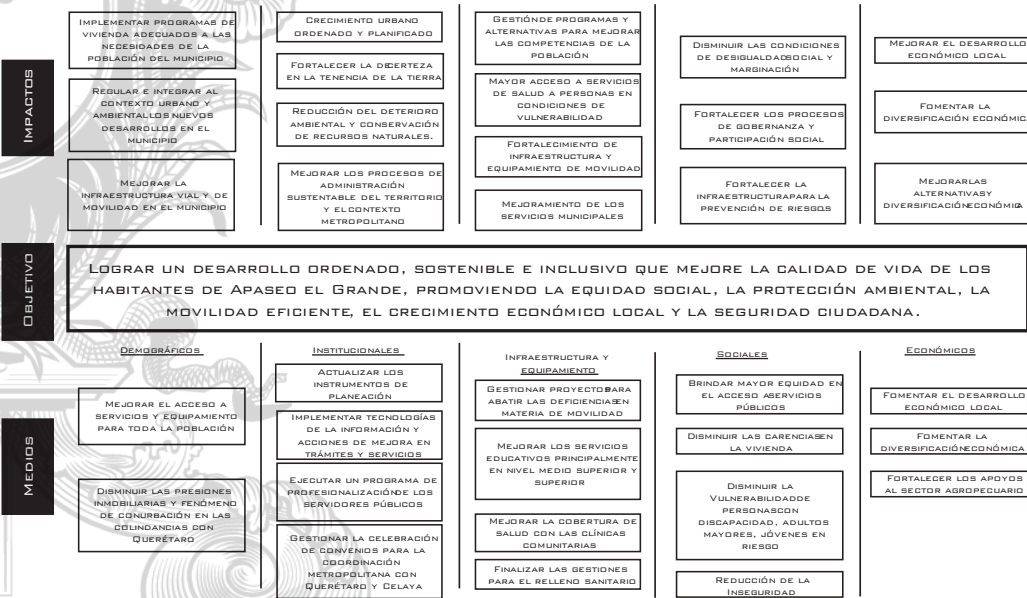 IMPACTOS
IMPLEMENTAR PROGRAMAS DE
VIVIENDA ADECUADOS A LAS
NECESIDADES DE LA
POBLACIÓN DEL MUNICIPIO
REGULAR E INTEGRAR AL
CONTEXTO URBANO Y
AMBIENTALLOS NUEVOS
DESARROLLOS EN EL
MUNICIPIO
MEJORAR LA
INFRAESTRUCTURA VIAL Y DE
MOVILIDAD EN EL MUNICIPIO
CRECIMIENTO URBANO
ORDENADO Y PLANIFICADO
FORTALECER LA DECERTEZA
EN LA TENENCIA DE LA TIERRA
REDUCCIÓN DEL DETERIORO
AMBIENTAL Y CONSERVACIÓN
DE RECURSOS NATURALES.
MEJORAR LOS PROCESOS DE
ADMINISTRACIÓN
SUSTENTABLE DEL TERRITORIO
Y EL CONTEXTO
METROPOLITANO
GESTIÓN DE PROGRAMAS Y
ALTERNATIVAS PARA MEJORAR
LAS COMPETENCIAS DE LA
POBLACIÓN
MAYOR ACCESO A SERVICIOS
DE SALUD A PERSONAS EN
CONDICIONES DE
VULNERABILIDAD
FORTALECIMIENTO DE
INFRAESTRUCTURA Y
EQUIPAMIENTO DE MOVILIDAD
MEJORAMIENTO DE LOS
SERVICIOS MUNICIPALES
DISMINUIR LAS CONDICIONES
DE DESIGUALDADSOCIAL Y
MARGINACIÓN
FORTALECER LOS PROCESOS
DE GOBERNANZA Y
PARTICIPACIÓN SOCIAL
FORTALECER LA
INFRAESTRUCTURAPARA LA
PREVENCIÓN DE RIESGOS
MEJORAR EL DESARROLLO
ECONÓMICO LOCAL
FOMENTAR LA
DIVERSIFICACIÓN ECONÓMICA
MEJORARLAS
ALTERNATIVASY
DIVERSIFICACIÓNECONÓMICA
OBJETIVO
LOGRAR UN DESARROLLO ORDENADO, SOSTENIBLE E INCLUSIVO QUE MEJORE LA CALIDAD DE VIDA DE LOS
HABITANTES DE APASEO EL GRANDE, PROMOVIENDO LA EQUIDAD SOCIAL, LA PROTECCIÓN AMBIENTAL, LA
MOVILIDAD EFICIENTE, EL CRECIMIENTO ECONÓMICO LOCAL Y LA SEGURIDAD CIUDADANA.
MEDIOS
DEMOGRÁFICOS
MEJORAR EL ACCESO A
SERVICIOS Y EQUIPAMIENTO
PARA TODA LA POBLACIÓN
DISMINUIR LAS PRESIONES
INMOBILIARIAS Y FENÓMENO
DE CONURBACIÓN EN LAS
COLINDANCIAS CON
QUERÉTARO
INSTITUCIONALES
ACTUALIZAR LOS
INSTRUMENTOS DE
PLANEACIÓN
IMPLEMENTAR TECNOLOGÍAS
DE LA INFORMACIÓN Y
ACCIONES DE MEJORA EN
TRÁMITES Y SERVICIOS
EJECUTAR UN PROGRAMA DE
PROFESIONALIZACIÓNDE LOS
SERVIDORES PÚBLICOS
GESTIONAR LA CELEBRACIÓN
DE CONVENIOS PARA LA
COORDINACIÓN
METROPOLITANA CON
QUERÉTARO Y CELAYA
INFRAESTRUCTURA Y
EQUIPAMIENTO
GESTIONAR PROYECTOSPARA
ABATIR LAS DEFICIENCIASEN
MATERIA DE MOVILIDAD
MEJORAR LOS SERVICIOS
EDUCATIVOS PRINCIPALMENTE
EN NIVEL MEDIO SUPERIOR Y
SUPERIOR
MEJORAR LA COBERTURA DE
SALUD CON LAS CLÍNICAS
COMUNITARIAS
FINALIZAR LAS GESTIONES
PARA EL RELLENO SANITARIO
SOCIALES
BRINDAR MAYOR EQUIDAD EN
EL ACCESO ASERVICIOS
PÚBLICOS
DISMINUIR LAS CARENCIASEN
LA VIVIENDA
DISMINUIR LA
VULNERABILIDADDE
PERSONASCON
DISCAPACIDAD, ADULTOS
MAYORES, JÓVENES EN
RIESGO
REDUCCIÓN DE LA
INSEGURIDAD
ECONÓMICOS
FOMENTAR EL DESARROLLO
ECONÓMICO LOCAL
FOMENTAR LA
DIVERSIFICACIÓNECONÓMICA
FORTALECER LOS APOYOS
AL SECTOR AGROPECUARIO